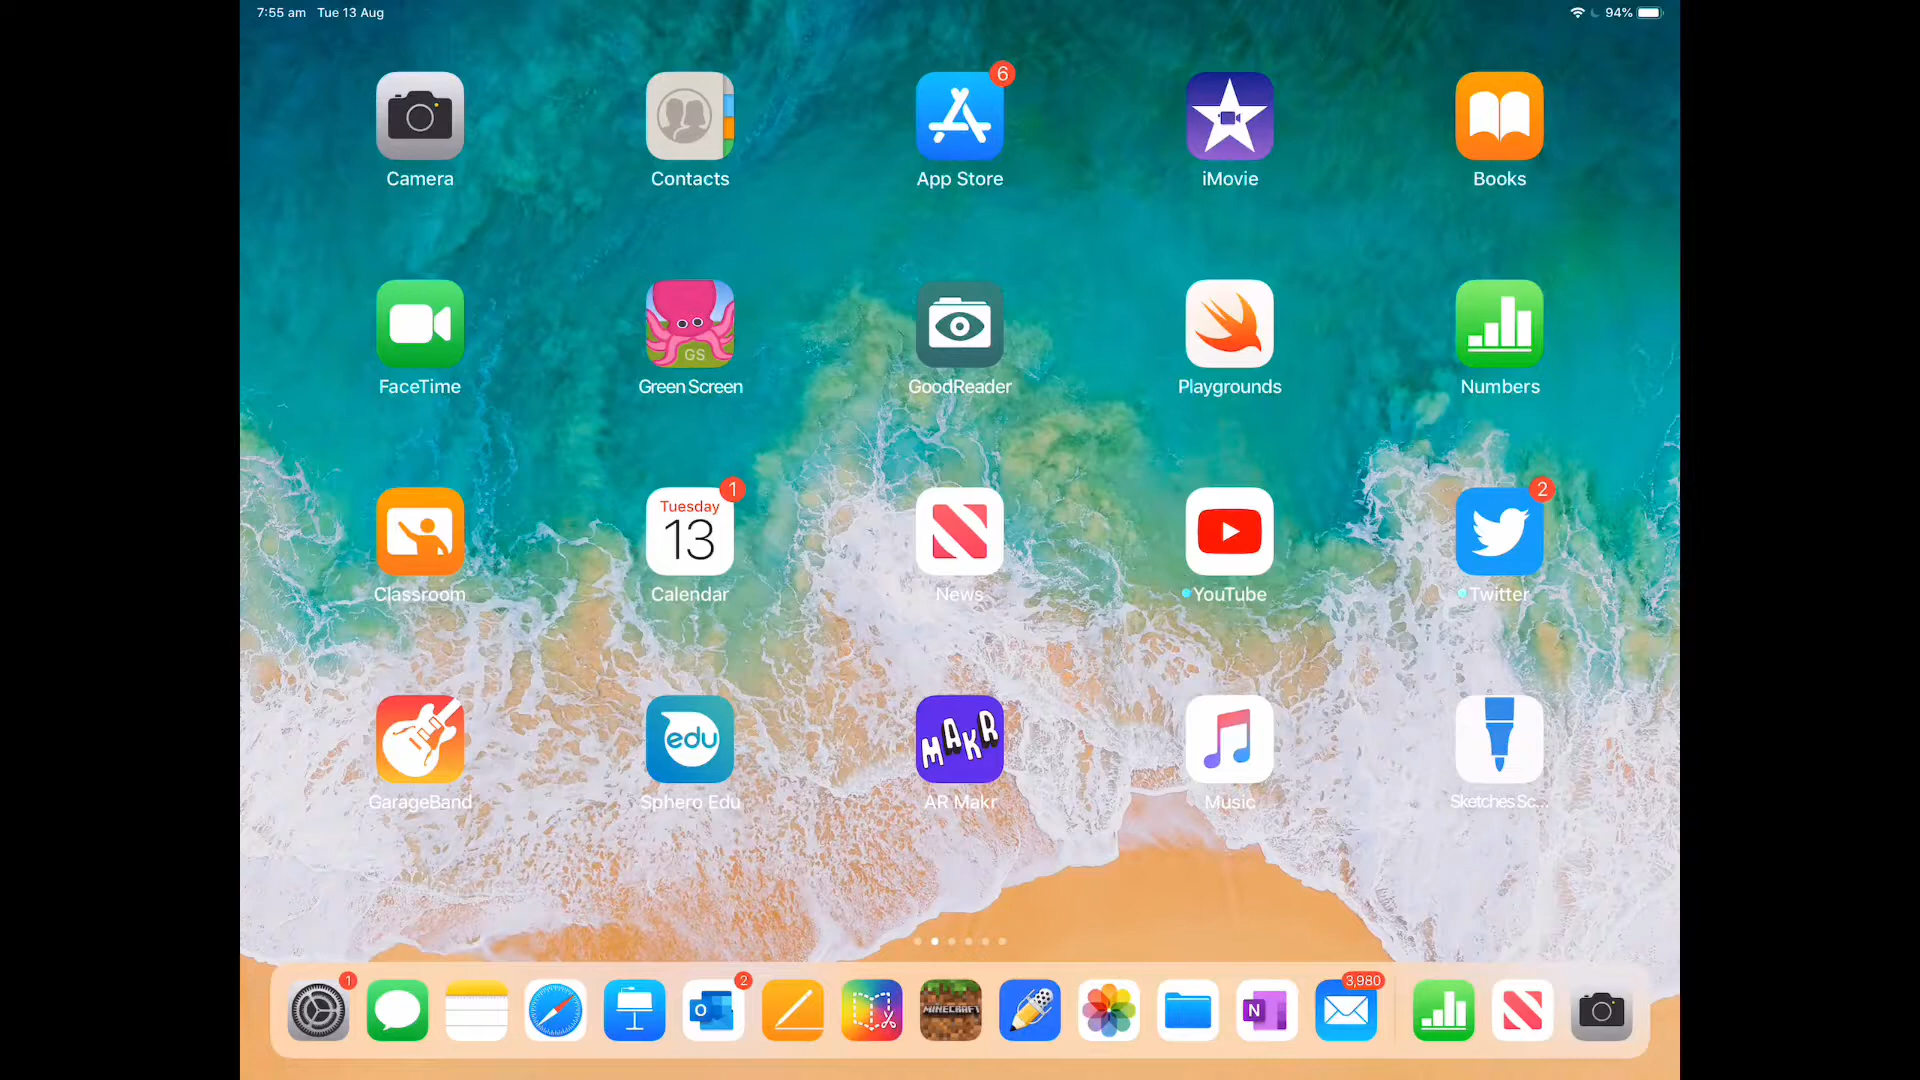 7:55 am Tue 13 Aug
94%
6
Camera
Contacts
App Store
iMovie
Books
GS
FaceTime
Green Screen
GoodReader
Playgrounds
Numbers
1
2
Tuesday
13
Classroom
Calendar
News
YouTube
Twitter
edu
MAKR
GarageBand
Sphero Edu
AR Makr
Music
Sketches Sc...
1
2
3,980
O
MINECRAFT
N